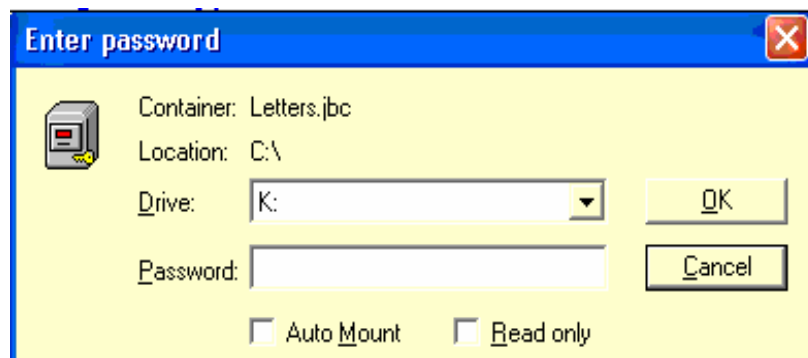 Enter password
Container: Letters.jbc
Location: C:\
Drive: K: OK
Password: Cancel
Auto Mount Read only